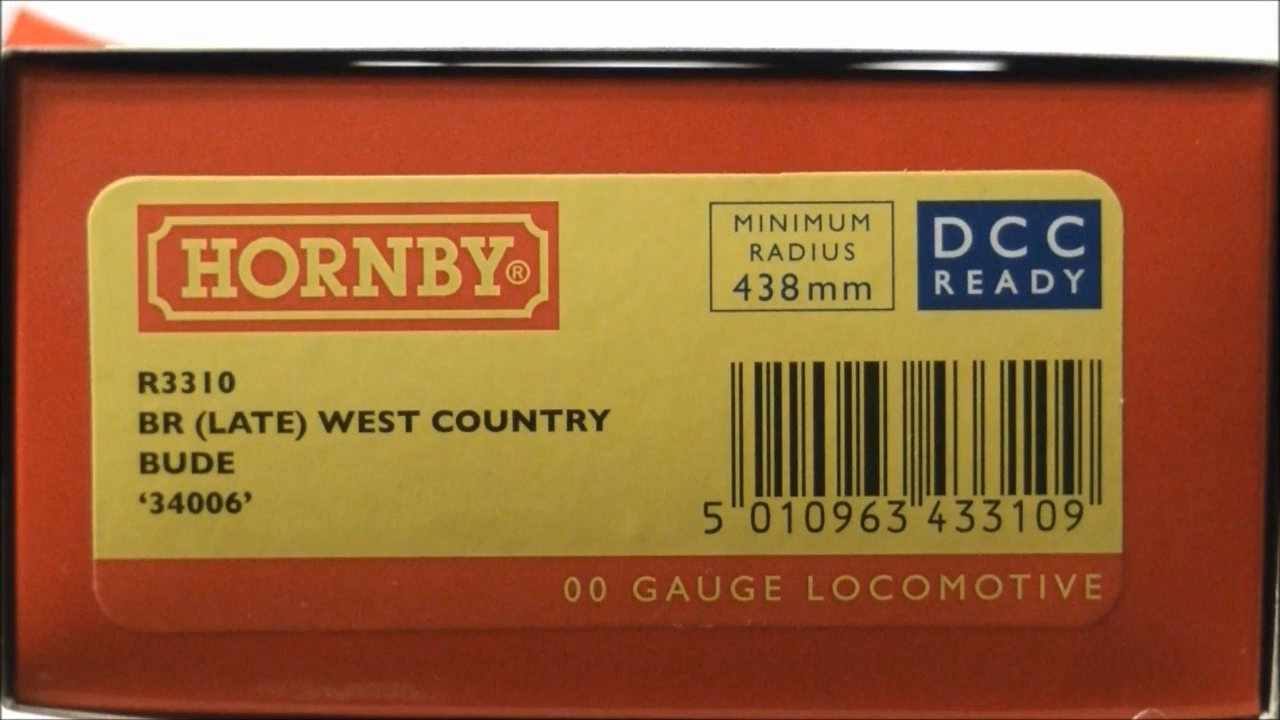 HORNBY®
MINIMUM
RADIUS
438mm
DCC
READY
R3310
BR (LATE) WEST COUNTRY
BUDE
‘34006’
5 010963 433109
00 GAUGE LOCOMOTIVE